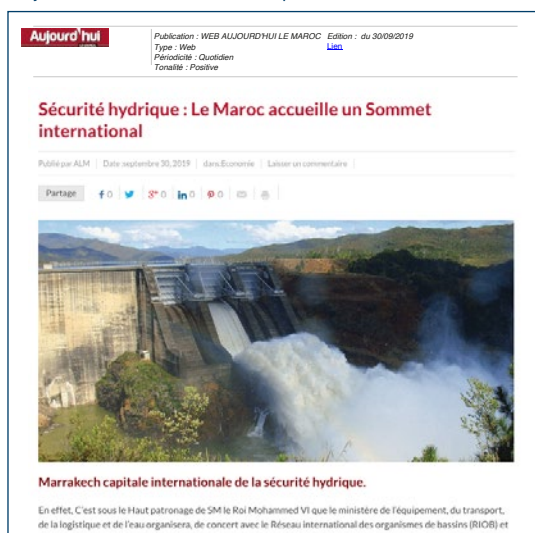 Aujourd'hui
Publication : WEB AUJOURD'HUI LE MAROC Edition : du 30/09/2019
Type : Web
Lien
Périodicité : Quotidien
Tonalité : Positive
Sécurité hydrique : Le Maroc accueille un Sommet
international
Publié par ALM | Date :septembre 30, 2019 | dans Economie | Laisser un commentaire |
Partage 0 0 0 0
Marrakech capitale internationale de la sécurité hydrique.
En effet, C'est sous le Haut patronage de SM le Roi Mohammed VI que le ministère de l'équipement, du transport,
de la logistique et de l'eau organisera, de concert avec le Réseau international des organismes de bassins (RIOB) et